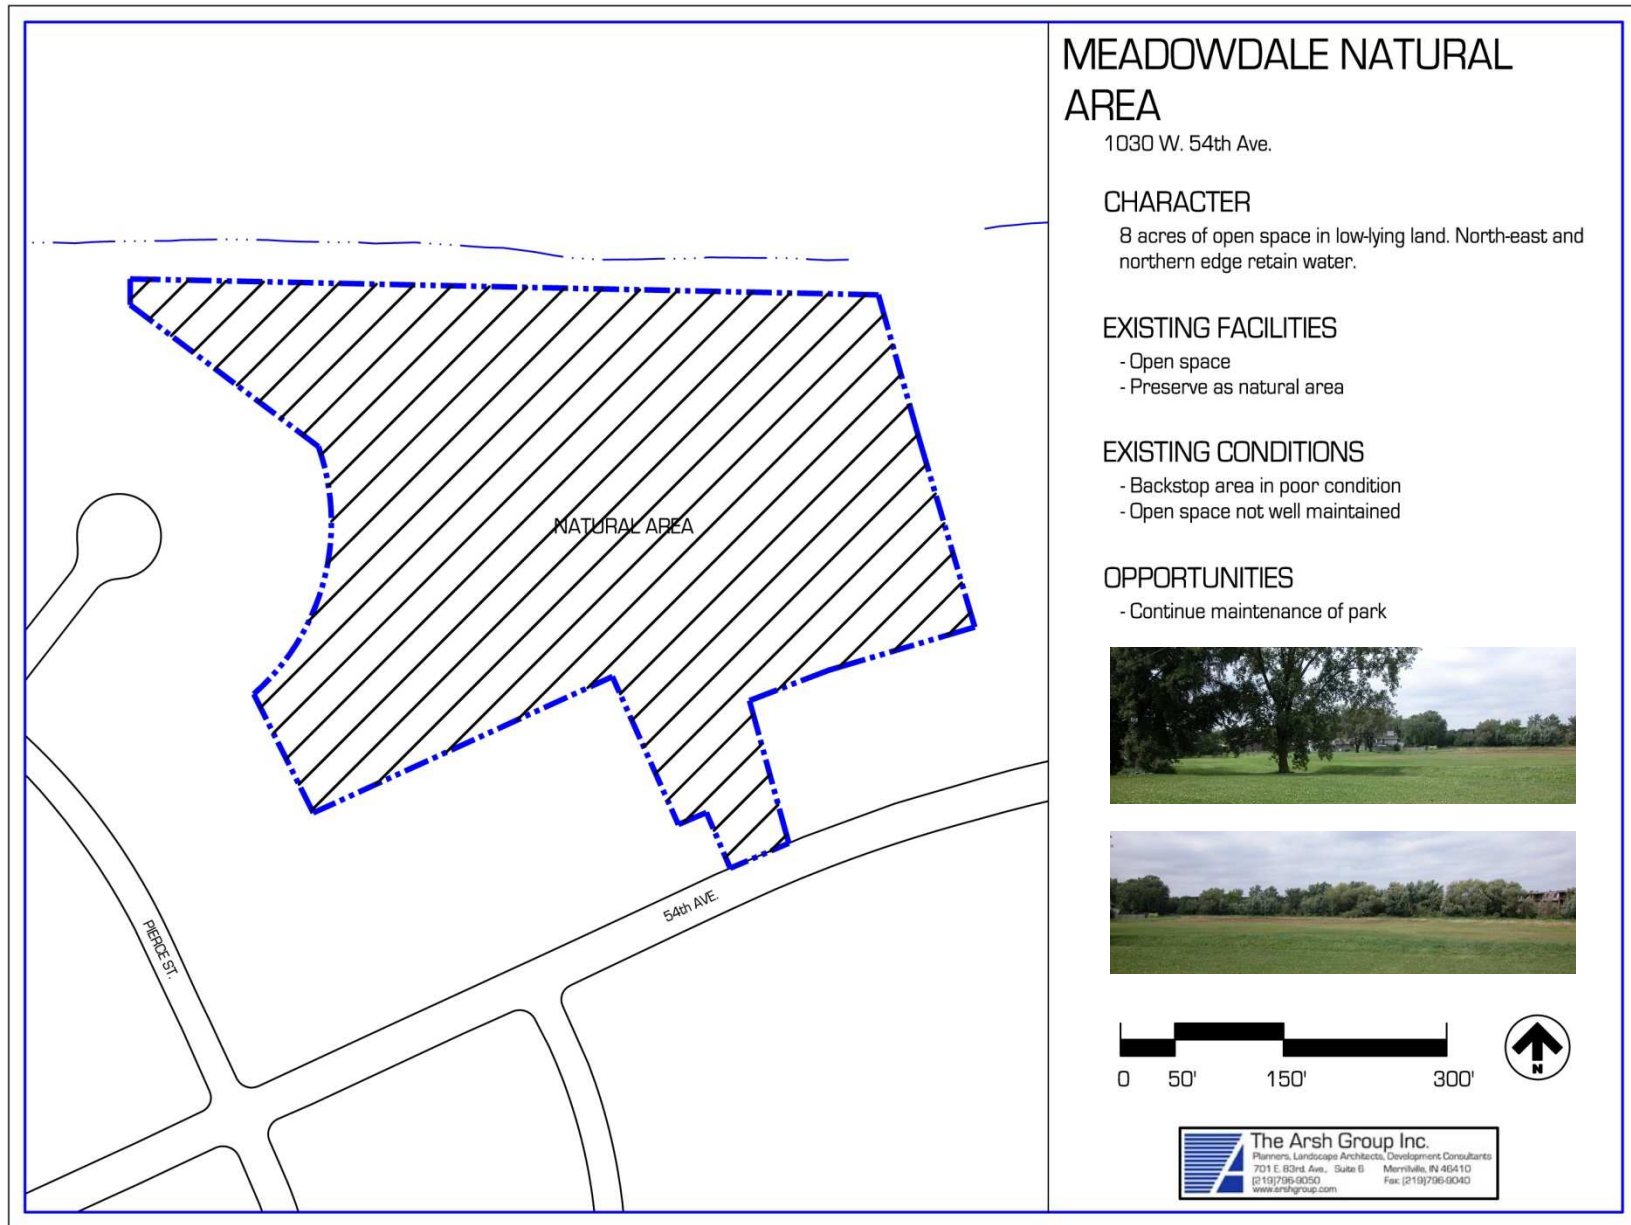 MEADOWDALE NATURAL
AREA
1030 W. 54th Ave.
CHARACTER
8 acres of open space in low-lying land. North-east and
northern edge retain water.
EXISTING FACILITIES
- Open space
- Preserve as natural area
EXISTING CONDITIONS
- Backstop area in poor condition
- Open space not well maintained
OPPORTUNITIES
- Continue maintenance of park
NATURAL AREA
54th AVE.
PIERCE ST.
0 50' 150' 300'
N
The Arsh Group Inc.
Planners, Landscape Architects, Development Consultants
701 E. 83rd. Ave., Suite 6 Merrillville, IN 46410
(219)796-9050 Fax: (219)796-9040
www.arshgroup.com